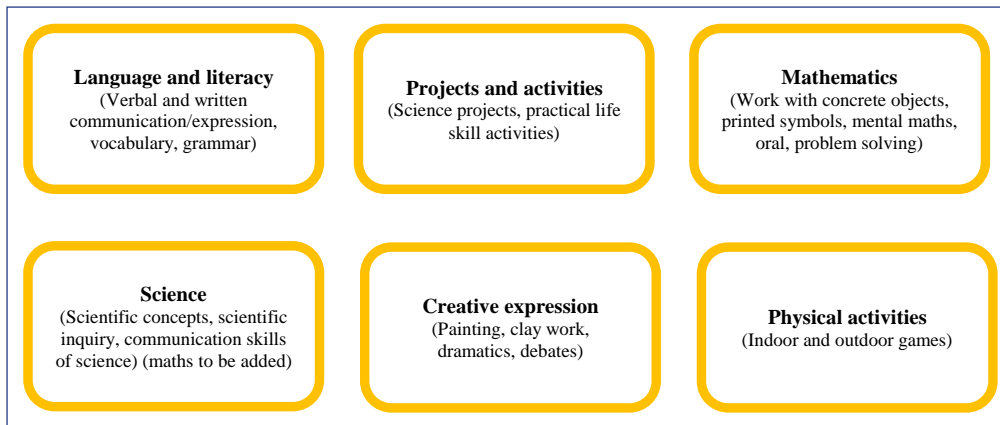 Language and literacy
(Verbal and written
communication/expression,
vocabulary, grammar)
Projects and activities
(Science projects, practical life
skill activities)
Mathematics
(Work with concrete objects,
printed symbols, mental maths,
oral, problem solving)
Science
(Scientific concepts, scientific
inquiry, communication skills
of science) (maths to be added)
Creative expression
(Painting, clay work,
dramatics, debates)
Physical activities
(Indoor and outdoor games)